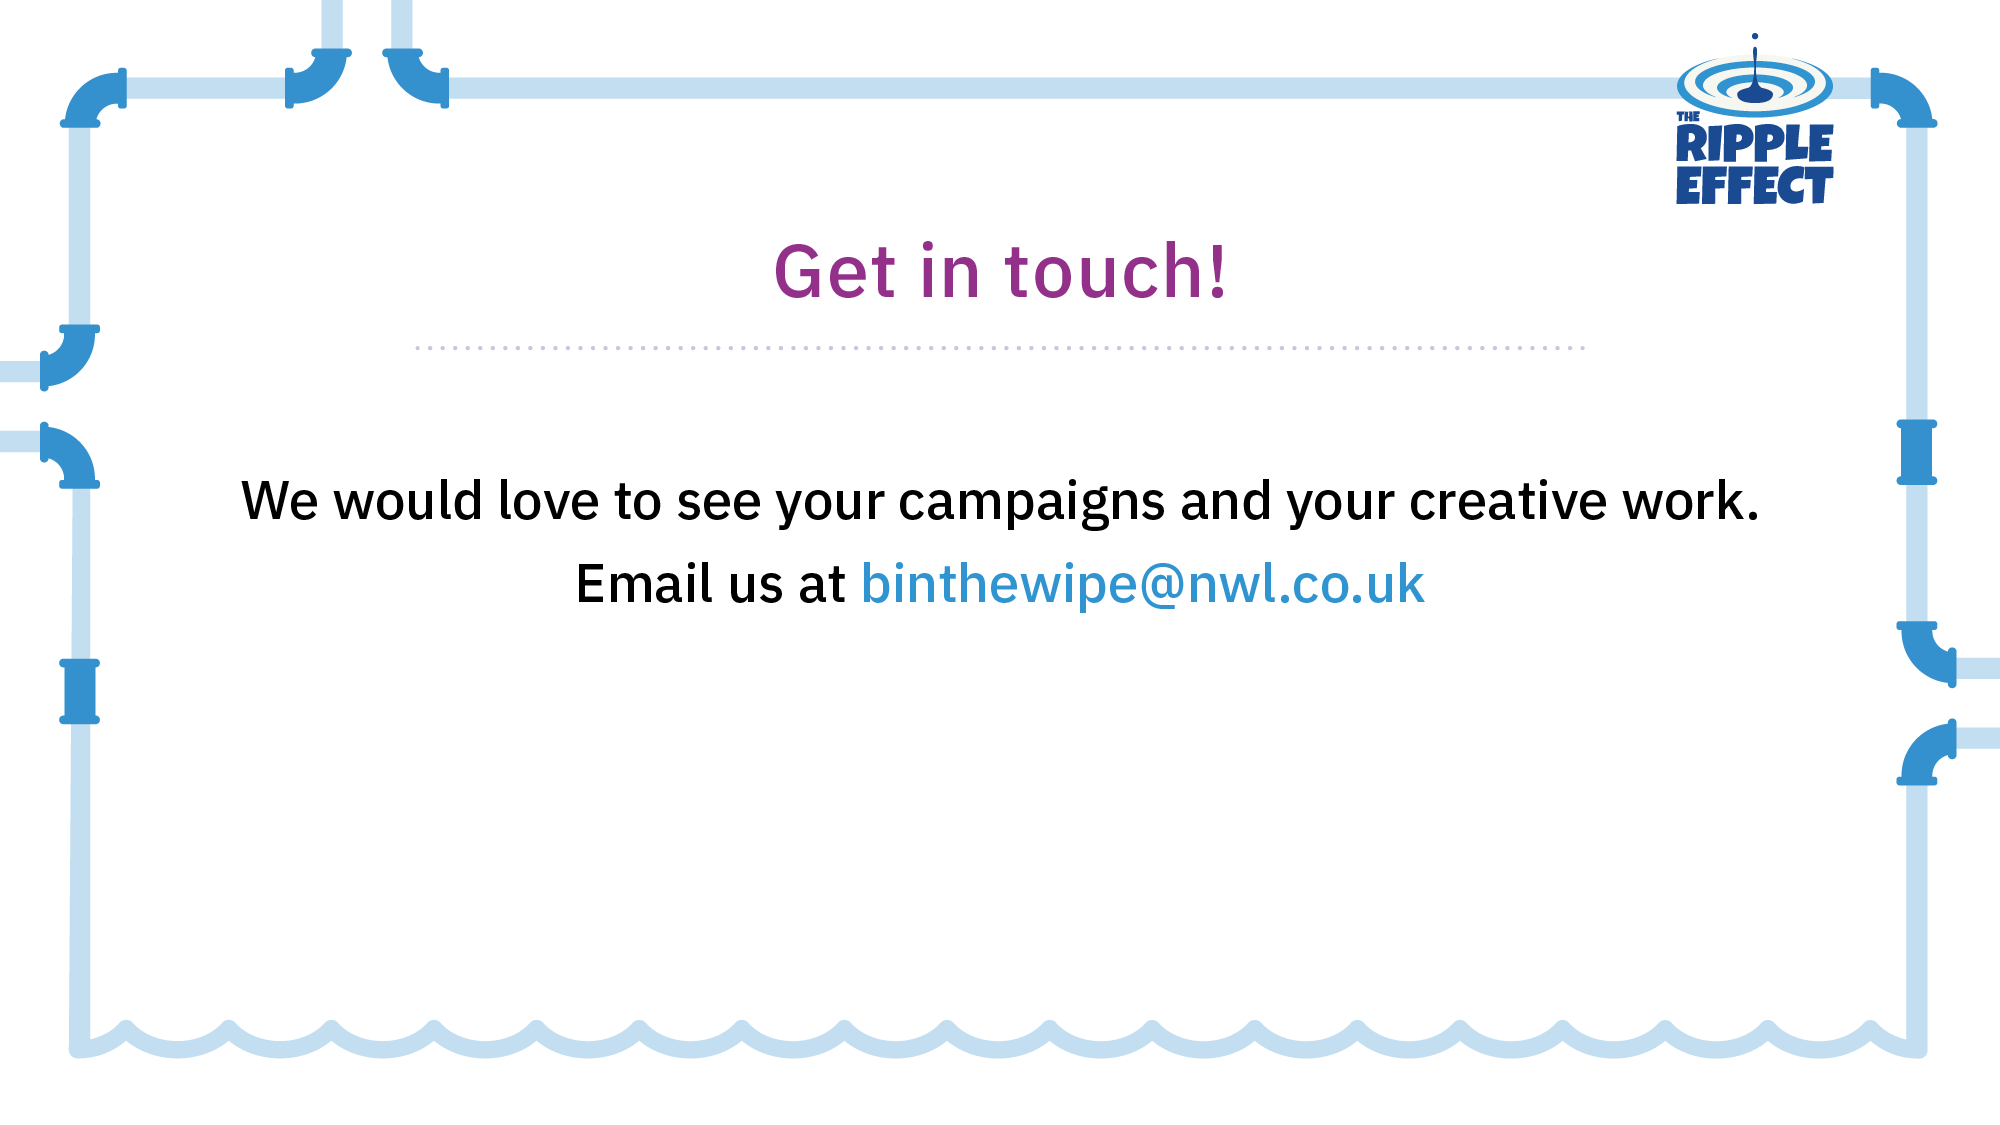 THE
RIPPLE
EFFECT
Get in touch!
We would love to see your campaigns and your creative work.
Email us at binthewipe@nwl.co.uk